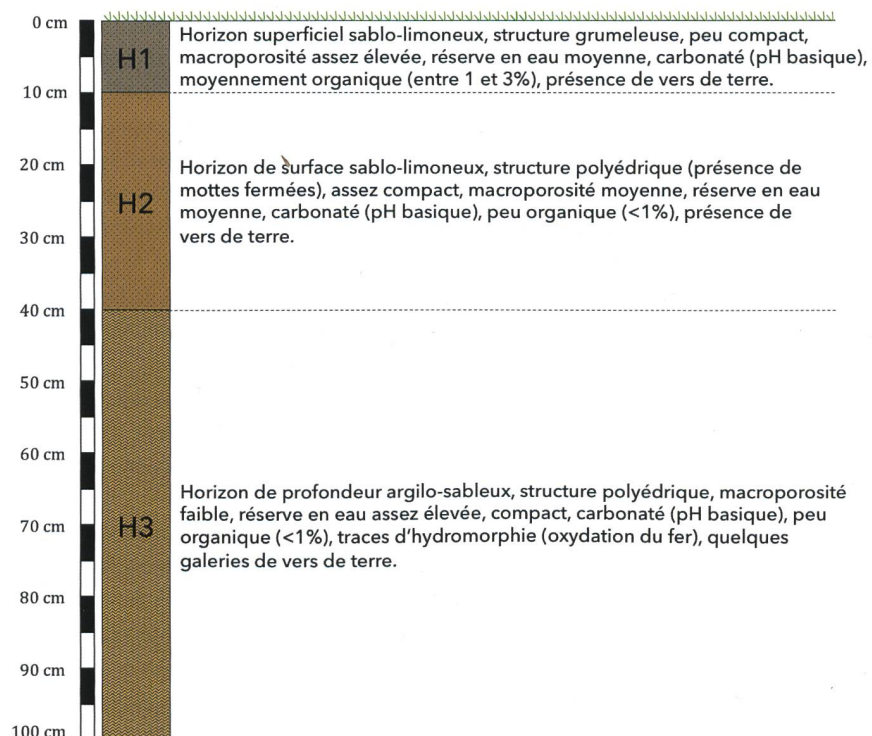 0 cm
10 cm
20 cm
30 cm
40 cm
50 cm
60 cm
70 cm
80 cm
90 cm
100 cm
H1
Horizon superficiel sablo-limoneux, structure grumeleuse, peu compact,
macroporosité assez élevée, réserve en eau moyenne, carbonaté (pH basique),
moyennement organique (entre 1 et 3%), présence de vers de terre.
H2
Horizon de surface sablo-limoneux, structure polyédrique (présence de
mottes fermées), assez compact, macroporosité moyenne, réserve en eau
moyenne, carbonaté (pH basique), peu organique (<1%), présence de
vers de terre.
H3
Horizon de profondeur argilo-sableux, structure polyédrique, macroporosité
faible, réserve en eau assez élevée, compact, carbonaté (pH basique), peu
organique (<1%), traces d'hydromorphie (oxydation du fer), quelques
galeries de vers de terre.